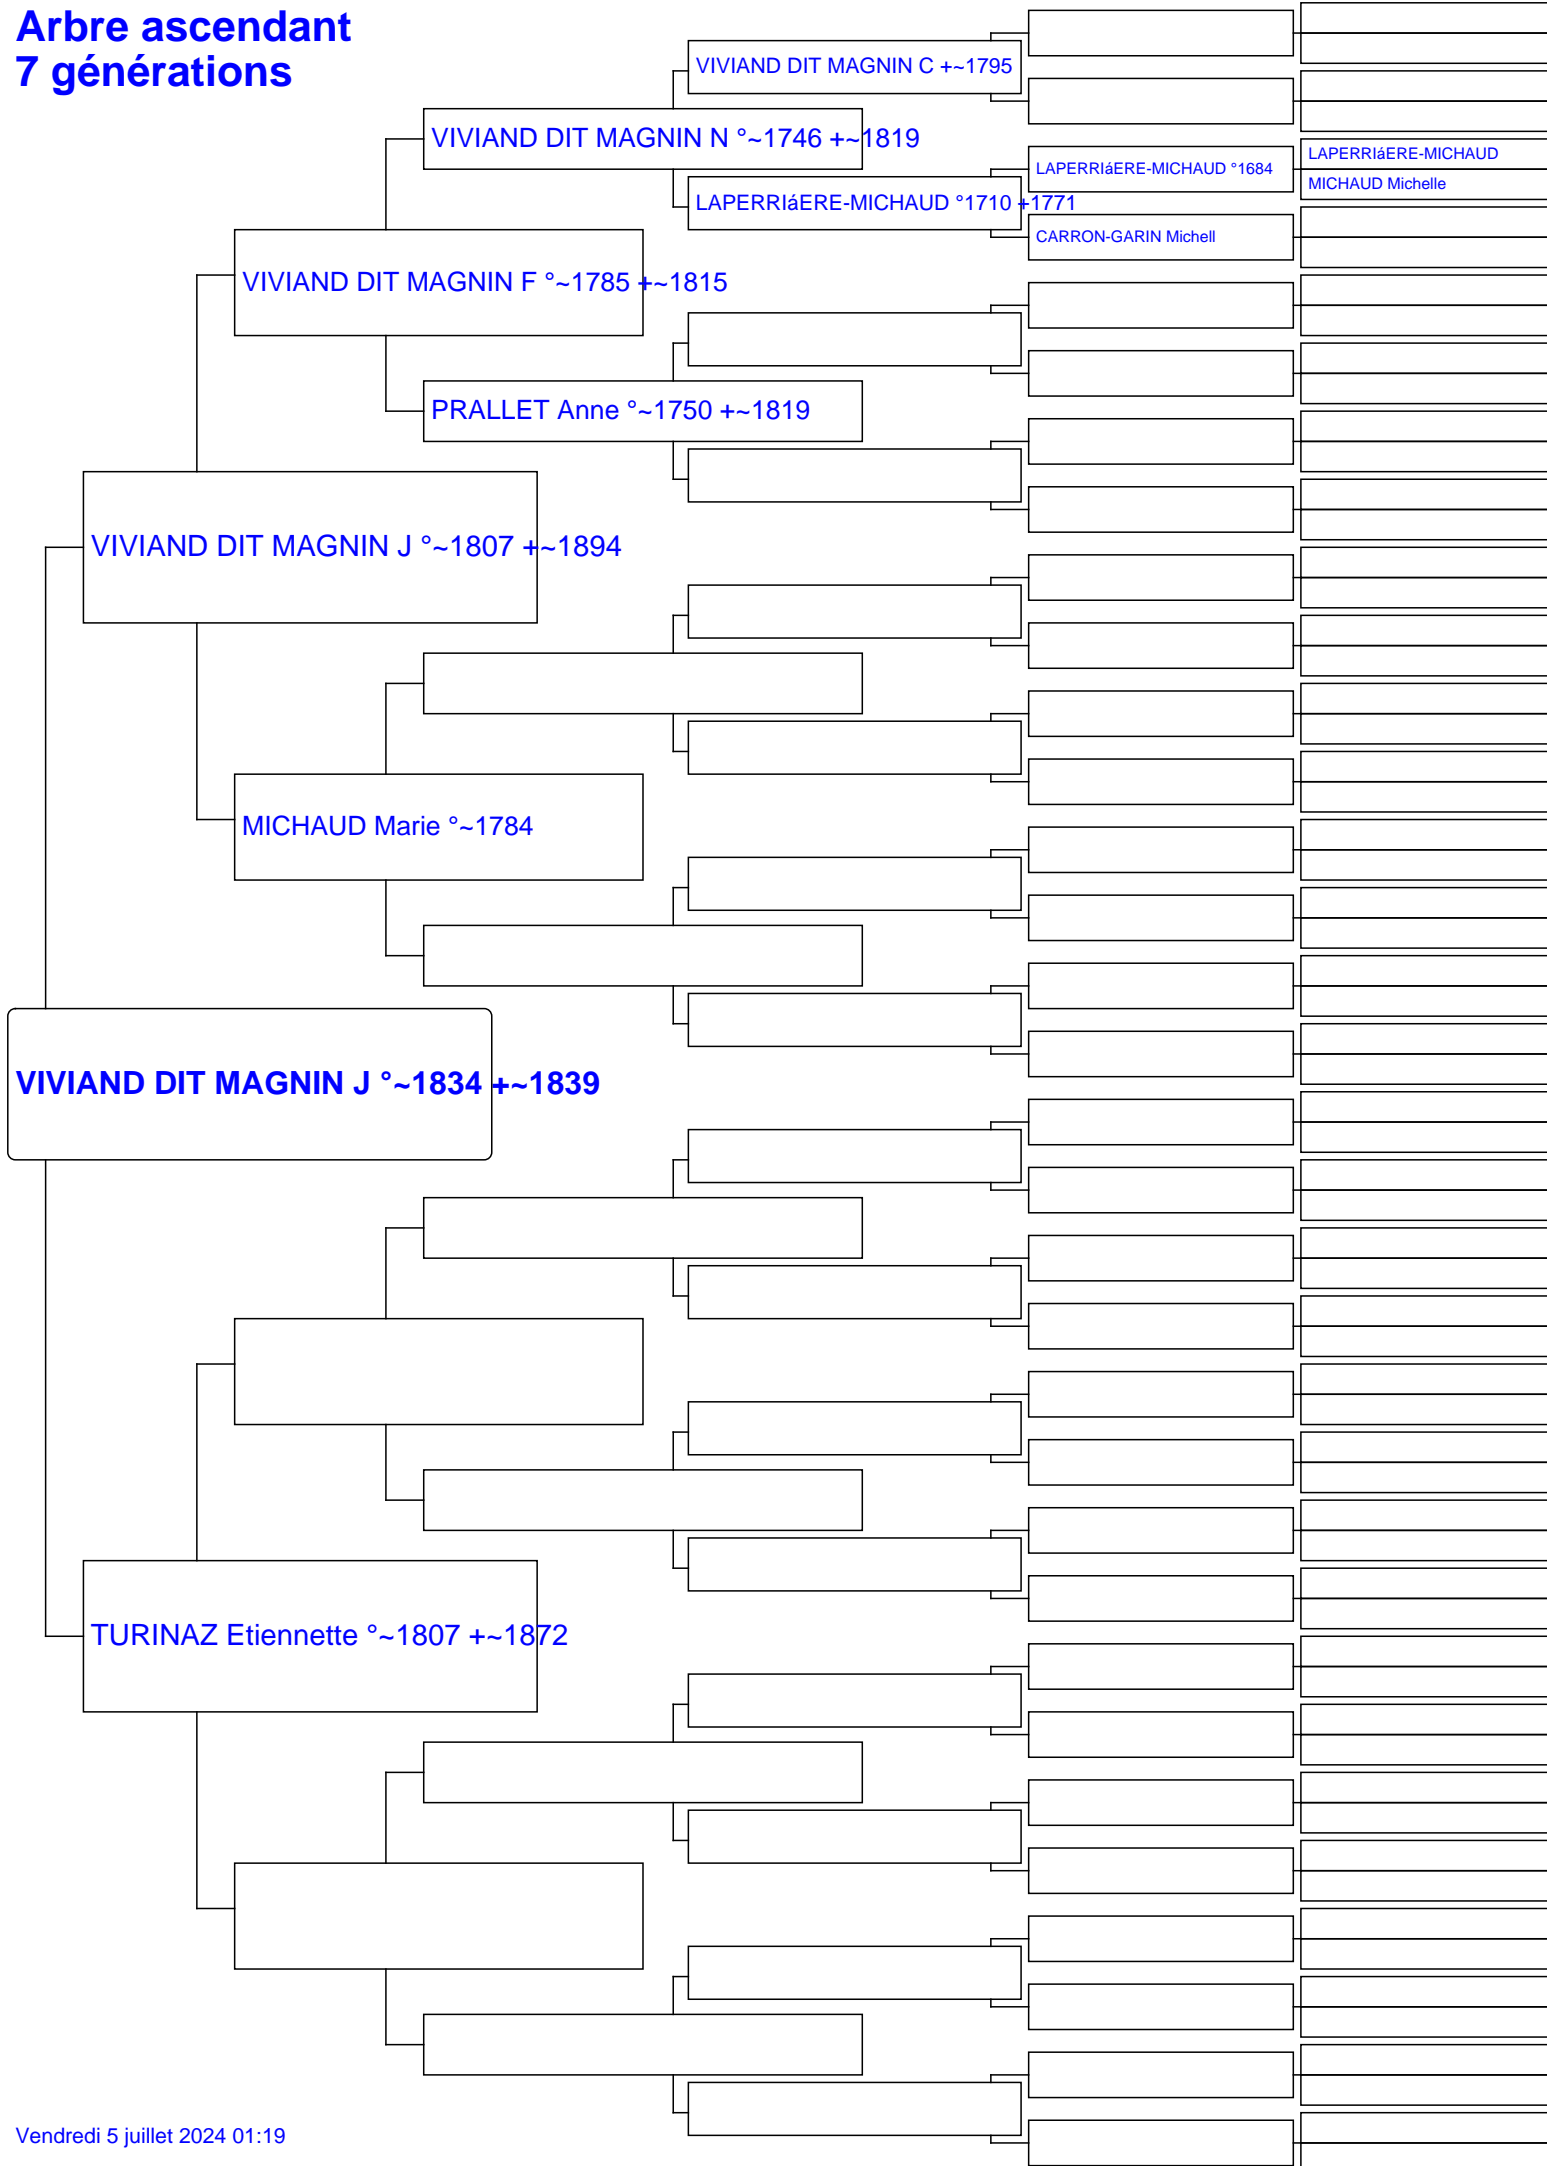 Arbre ascendant
7 générations
VIVIAND DIT MAGNIN C +~1795
VIVIAND DIT MAGNIN N °~1746 +~1819
LAPERRIáERE-MICHAUD °1684
LAPERRIáERE-MICHAUD
MICHAUD Michelle
LAPERRIáERE-MICHAUD °1710 +1771
CARRON-GARIN Michell
VIVIAND DIT MAGNIN F °~1785 +~1815
PRALLET Anne °~1750 +~1819
VIVIAND DIT MAGNIN J °~1807 +~1894
MICHAUD Marie °~1784
VIVIAND DIT MAGNIN J °~1834 +~1839
TURINAZ Etiennette °~1807 +~1872
Vendredi 5 juillet 2024 01:19